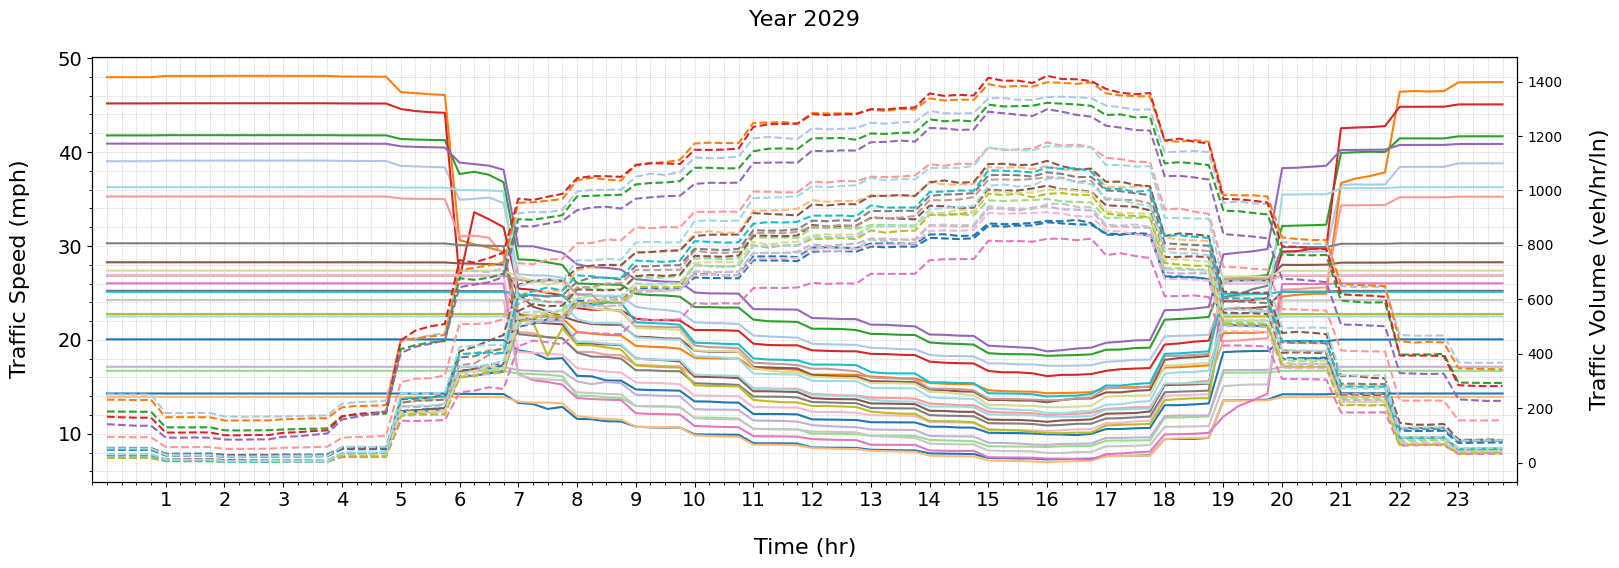 Year 2029
Traffic Speed (mph)
50
40
30
20
10
1 2 3 4 5 6 7 8 9 10 11 12 13 14 15 16 17 18 19 20 21 22 23
Time (hr)
1400
1200
1000
800
600
400
200
0
Traffic Volume (veh/hr/ln)